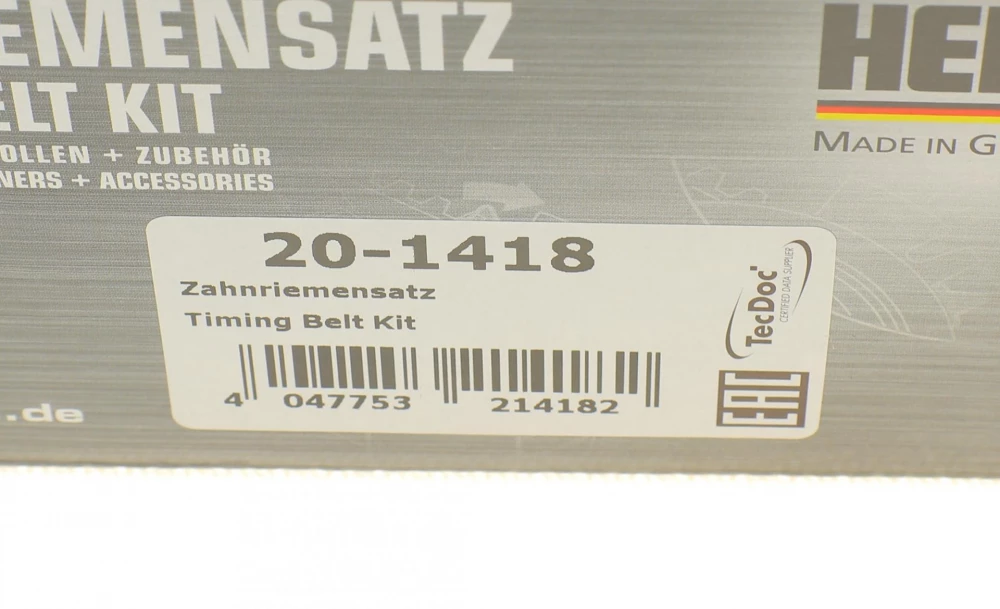 EMENSATZ
ELT KIT
OLLEN + ZUBEHÖR
NERS + ACCESSORIES
HE
MADE IN G
20-1418
Zahnriemensatz
Timing Belt Kit
4 047753 214182
TecDoc
CERTIFIED DATA SUPPLIER
EAC
.de